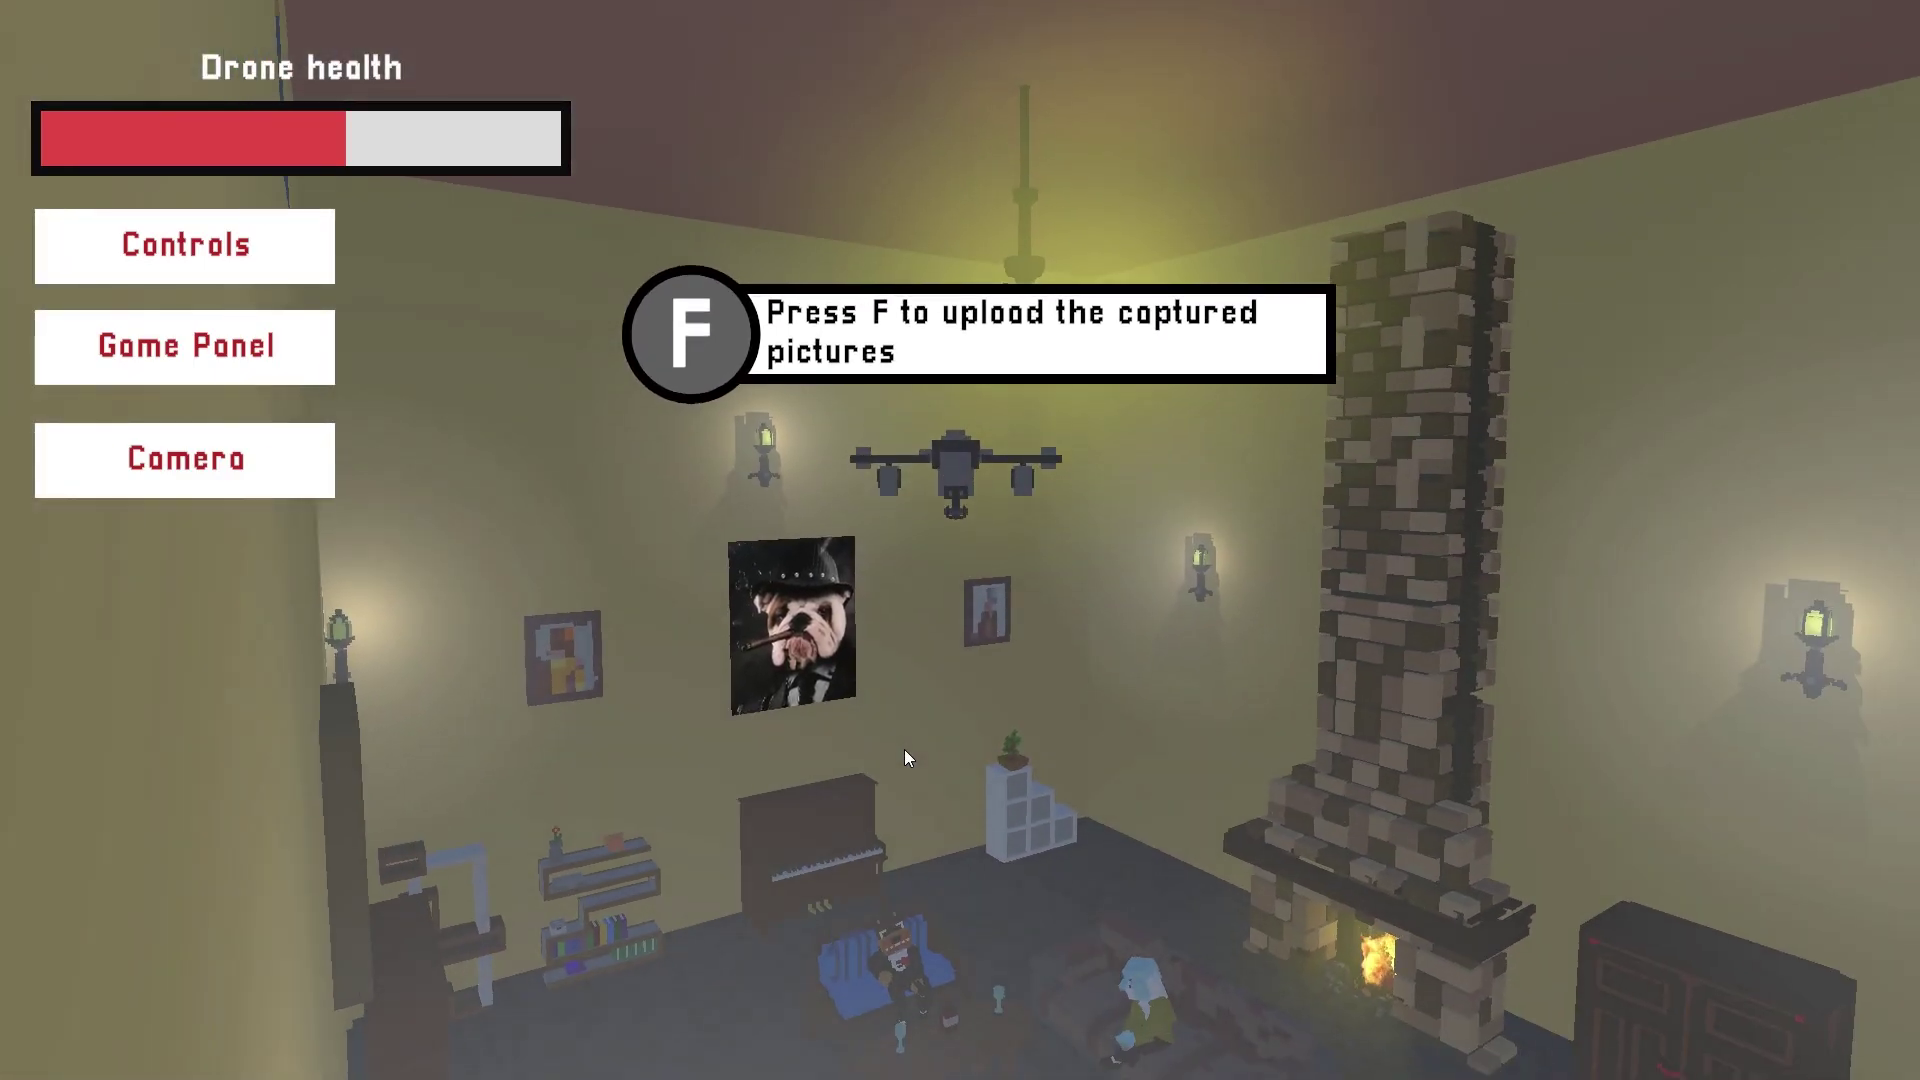 Drone health
Controls
Game Panel
Camera
F
Press F to upload the captured
pictures